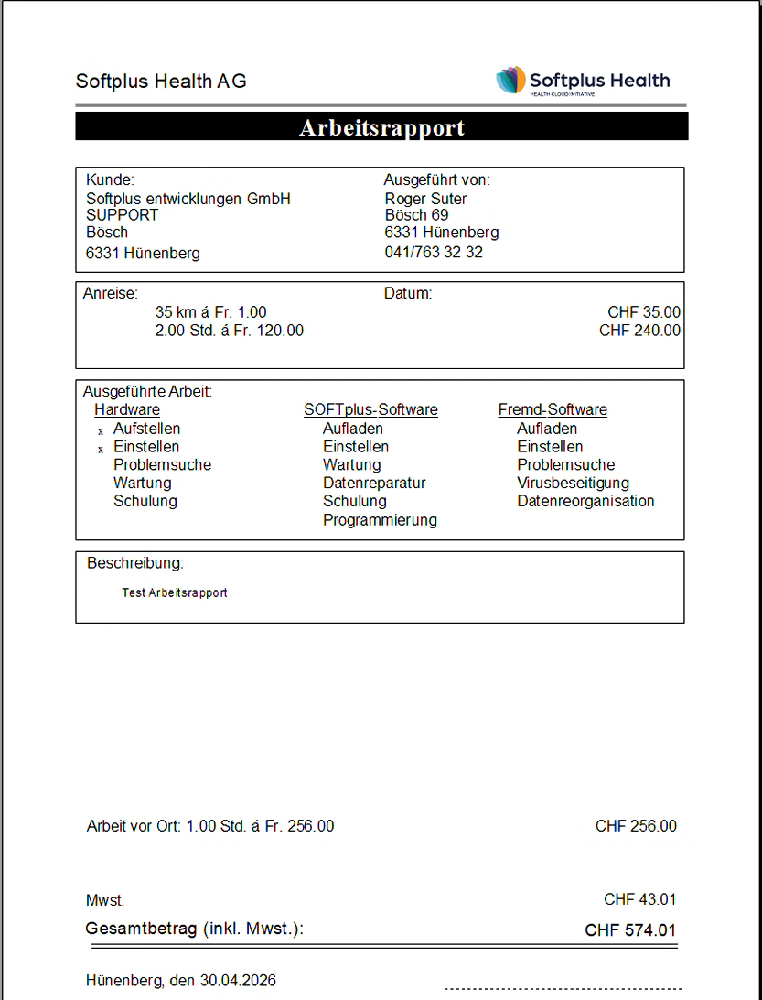 Softplus Health AG
Softplus Health
HEALTH CLOUD INITIATIVE
Arbeitsrapport
Kunde:
Softplus entwicklungen GmbH
SUPPORT
Bösch
6331 Hünenberg
Ausgeführt von:
Roger Suter
Bösch 69
6331 Hünenberg
041/763 32 32
Anreise: Datum:
35 km á Fr. 1.00 CHF 35.00
2.00 Std. á Fr. 120.00 CHF 240.00
Ausgeführte Arbeit:
Hardware
x Aufstellen
x Einstellen
Problemsuche
Wartung
Schulung
SOFTplus-Software
Aufladen
Einstellen
Wartung
Datenreparatur
Schulung
Programmierung
Fremd-Software
Aufladen
Einstellen
Problemsuche
Virusbeseitigung
Datenreorganisation
Beschreibung:
Test Arbeitsrapport
Arbeit vor Ort: 1.00 Std. á Fr. 256.00 CHF 256.00
Mwst. CHF 43.01
Gesamtbetrag (inkl. Mwst.): CHF 574.01
Hünenberg, den 30.04.2026